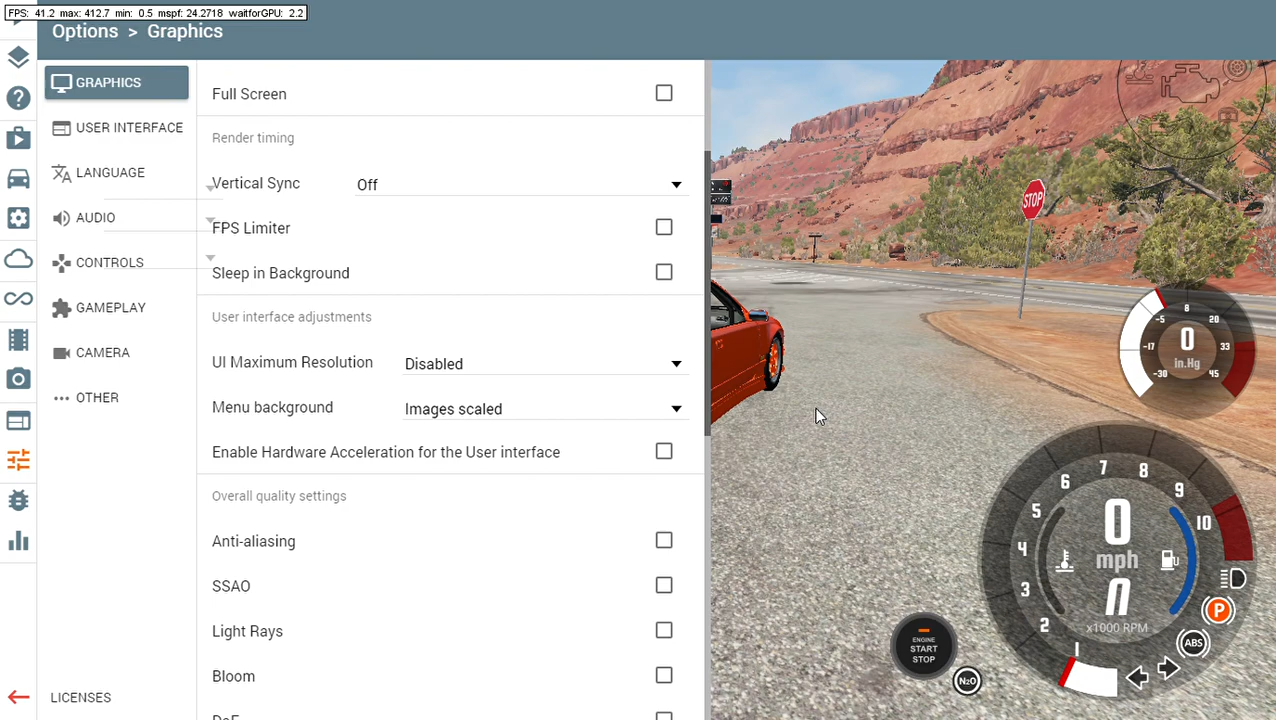 FPS: 41.2 max: 412.7 min: 0.5 mspf: 24.2718 waitforGPU: 2.2
Options > Graphics
GRAPHICS
USER INTERFACE
LANGUAGE
AUDIO
CONTROLS
GAMEPLAY
CAMERA
OTHER
LICENSES
Full Screen
Render timing
Vertical Sync Off
FPS Limiter
Sleep in Background
User interface adjustments
UI Maximum Resolution Disabled
Menu background Images scaled
Enable Hardware Acceleration for the User interface
Overall quality settings
Anti-aliasing
SSAO
Light Rays
Bloom
DoF
STOP
8
-5 20
-17 0 33
in.Hg
-30 45
7
6 8
5 9
10
4 0
mph
3
2 n
x1000 RPM
1
P
ABS
ENGINE
START
STOP
N2O